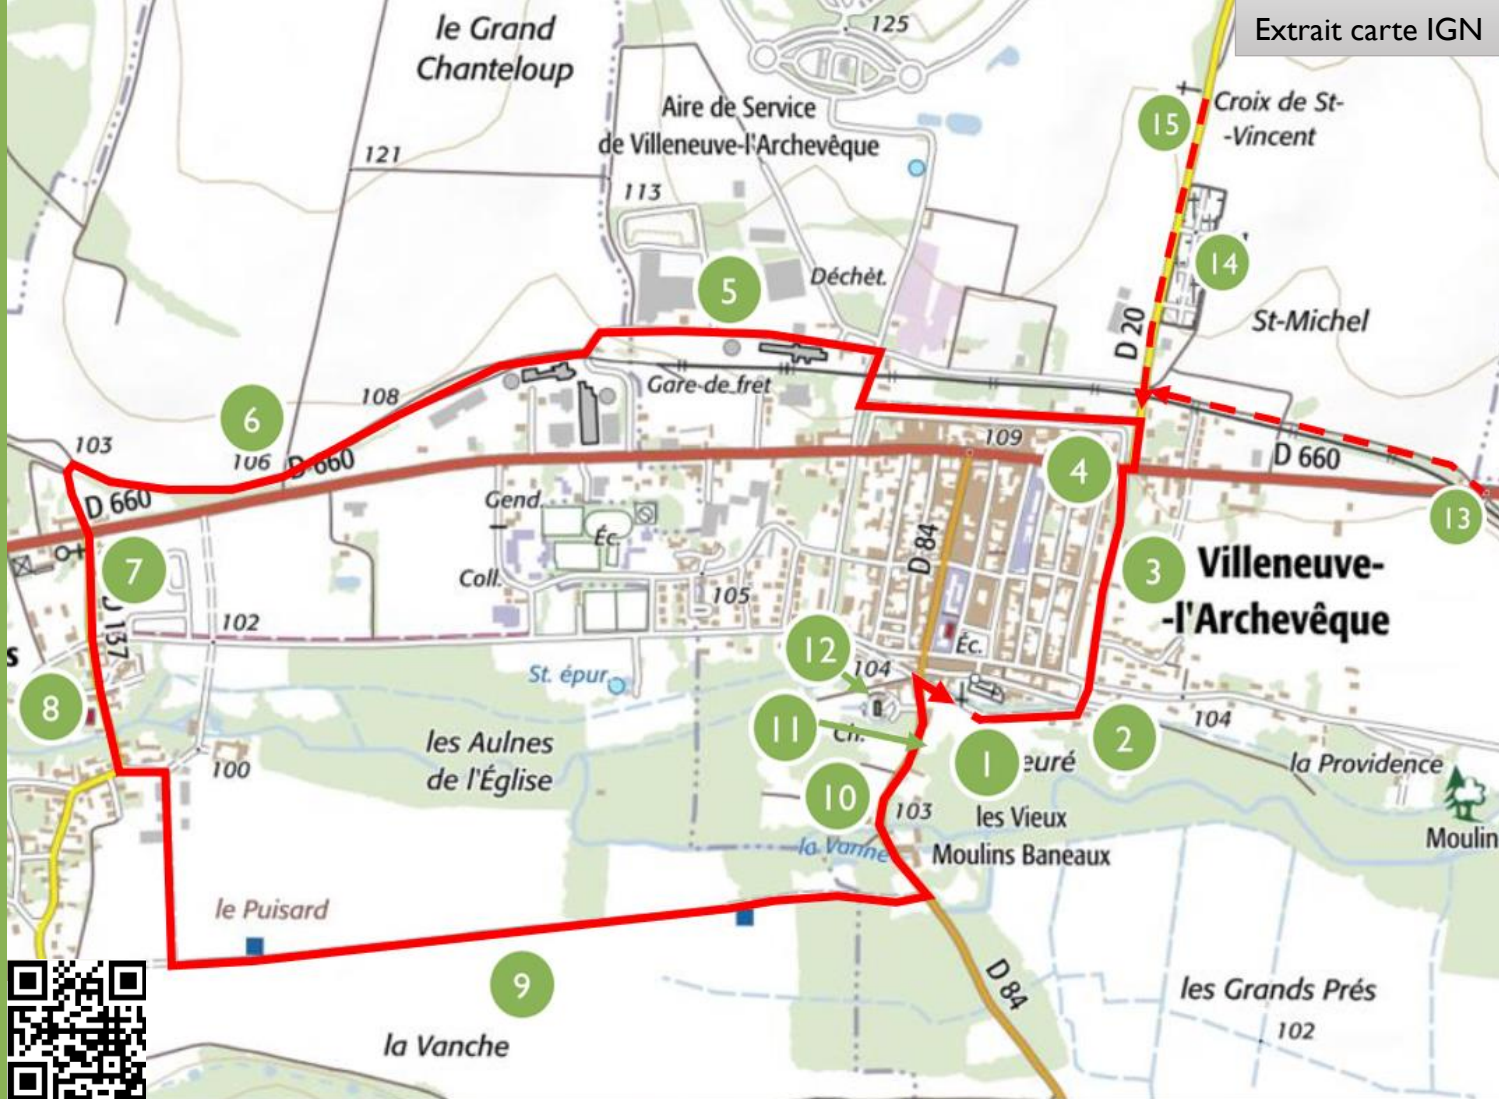 Extrait carte IGN
le Grand
Chanteloup
125
Aire de Service
de Villeneuve-l'Archevêque
Croix de St-
-Vincent
15
121
113
14
5
Déchèt.
St-Michel
D 20
Gare de fret
108
6
103
106
D 660
109
4
D 660
D 660
13
Gend.
Éc.
7
Coll.
D 84
3
Villeneuve-
-l'Archevêque
105
D 137
102
s
12
104
Éc.
St. épur.
8
11
Ch.
1
2
104
euré
la Providence
les Aulnes
de l'Église
100
10
103
les Vieux
Moulins Baneaux
la Vanne
Moulin
le Puisard
9
D 84
les Grands Prés
102
la Vanche